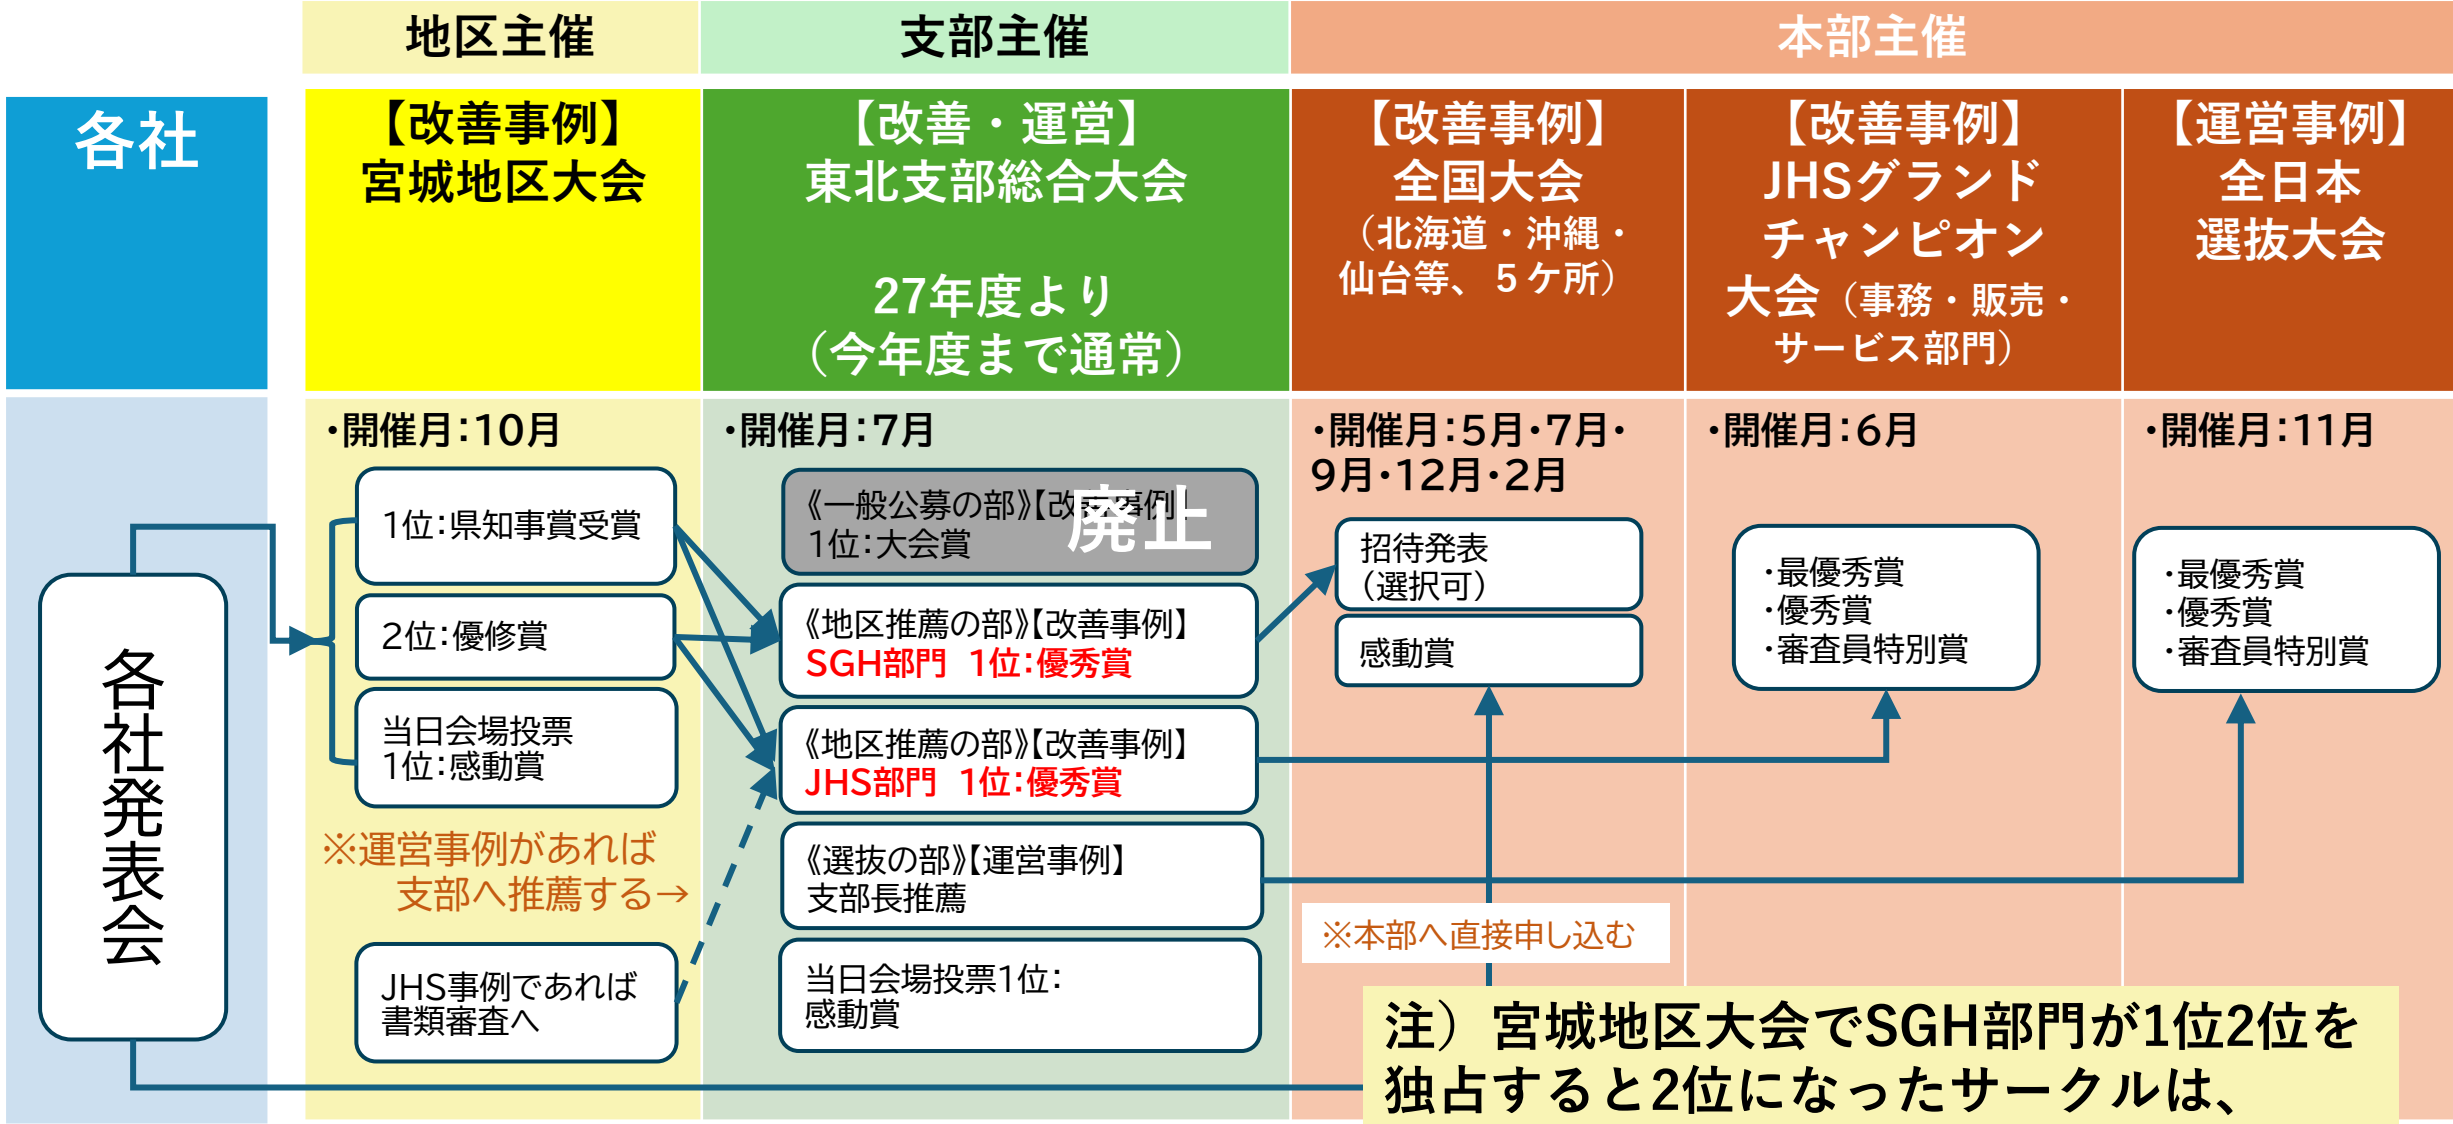 地区主催
支部主催
本部主催
各社
【改善事例】
宮城地区大会
【改善・運営】
東北支部総合大会
27年度より
（今年度まで通常）
【改善事例】
全国大会
（北海道・沖縄・
仙台等、５ケ所）
【改善事例】
JHSグランド
チャンピオン
大会（事務・販売・
サービス部門）
【運営事例】
全日本
選抜大会
各社発表会
・開催月：10月
1位：県知事賞受賞
2位：優修賞
当日会場投票
1位：感動賞
※運営事例があれば
支部へ推薦する→
JHS事例であれば
書類審査へ
・開催月：7月
《一般公募の部》【改善事例】
1位：大会賞
廃止
《地区推薦の部》【改善事例】
SGH部門　1位：優秀賞
《地区推薦の部》【改善事例】
JHS部門　1位：優秀賞
《選抜の部》【運営事例】
支部長推薦
当日会場投票1位：
感動賞
・開催月：5月・7月・
9月・12月・2月
招待発表
（選択可）
感動賞
※本部へ直接申し込む
・開催月：6月
・最優秀賞
・優秀賞
・審査員特別賞
・開催月：11月
・最優秀賞
・優秀賞
・審査員特別賞
注）宮城地区大会でSGH部門が1位2位を
独占すると2位になったサークルは、